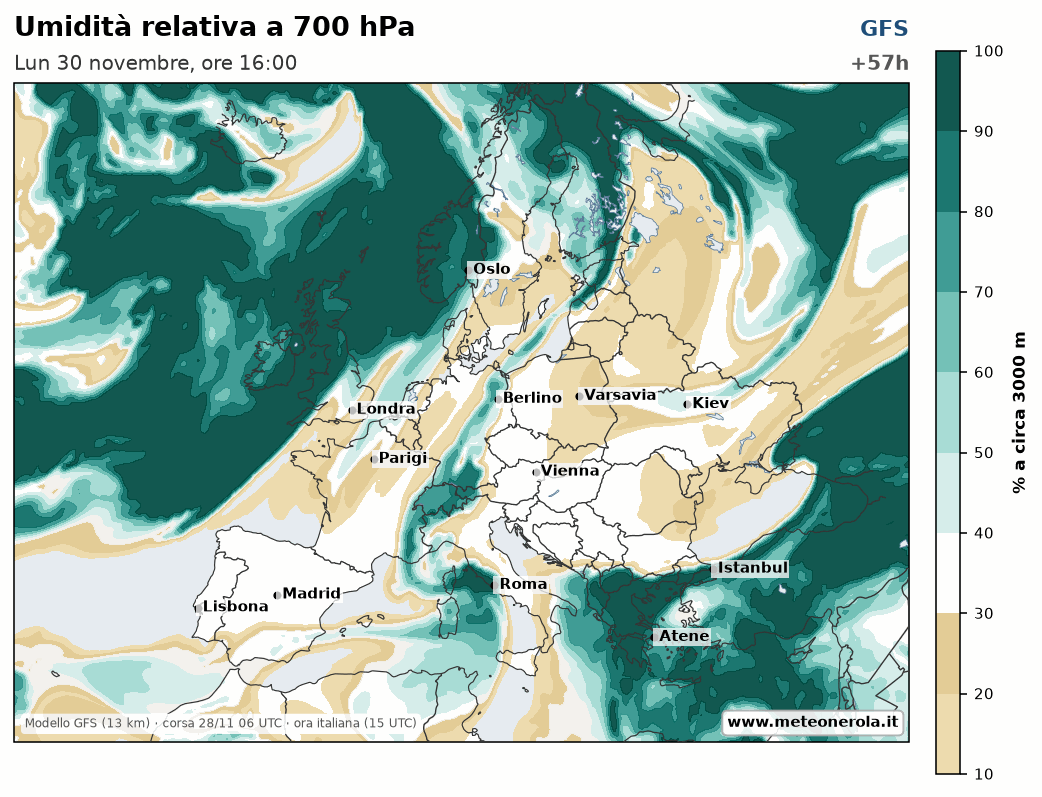 Umidità relativa a 700 hPa
GFS
Lun 30 novembre, ore 16:00
+57h
100
90
80
70
60
50
40
30
20
10
% a circa 3000 m
Oslo
Berlino
Varsavia
Kiev
Londra
Parigi
Vienna
Istanbul
Roma
Madrid
Lisbona
Atene
Modello GFS (13 km) · corsa 28/11 06 UTC · ora italiana (15 UTC)
www.meteonerola.it